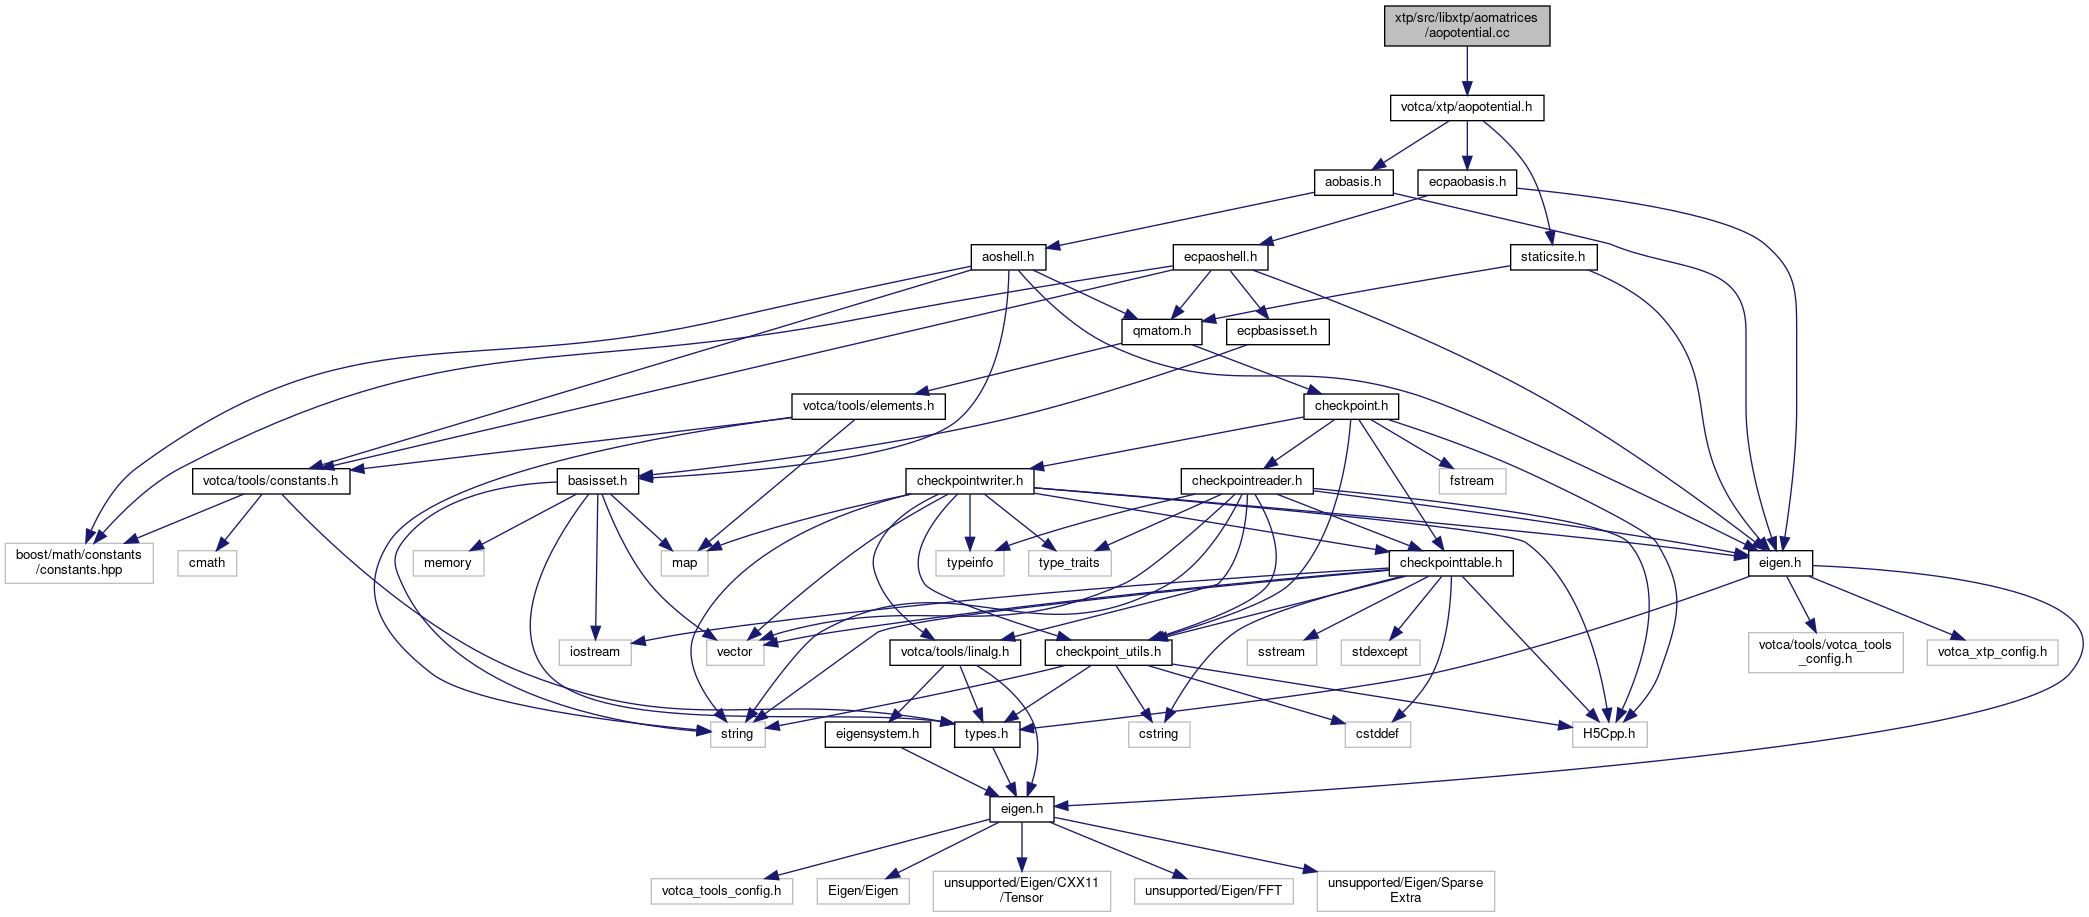 xtp/src/libxtp/aomatrices
/aopotential.cc
votca/xtp/aopotential.h
aobasis.h
ecpaobasis.h
aoshell.h
ecpaoshell.h
staticsite.h
qmatom.h
ecpbasisset.h
votca/tools/elements.h
checkpoint.h
votca/tools/constants.h
basisset.h
checkpointwriter.h
checkpointreader.h
fstream
boost/math/constants
/constants.hpp
cmath
memory
map
typeinfo
type_traits
checkpointtable.h
eigen.h
iostream
vector
votca/tools/linalg.h
checkpoint_utils.h
sstream
stdexcept
votca/tools/votca_tools
_config.h
votca_xtp_config.h
string
eigensystem.h
types.h
cstring
cstddef
H5Cpp.h
eigen.h
votca_tools_config.h
Eigen/Eigen
unsupported/Eigen/CXX11
/Tensor
unsupported/Eigen/FFT
unsupported/Eigen/Sparse
Extra